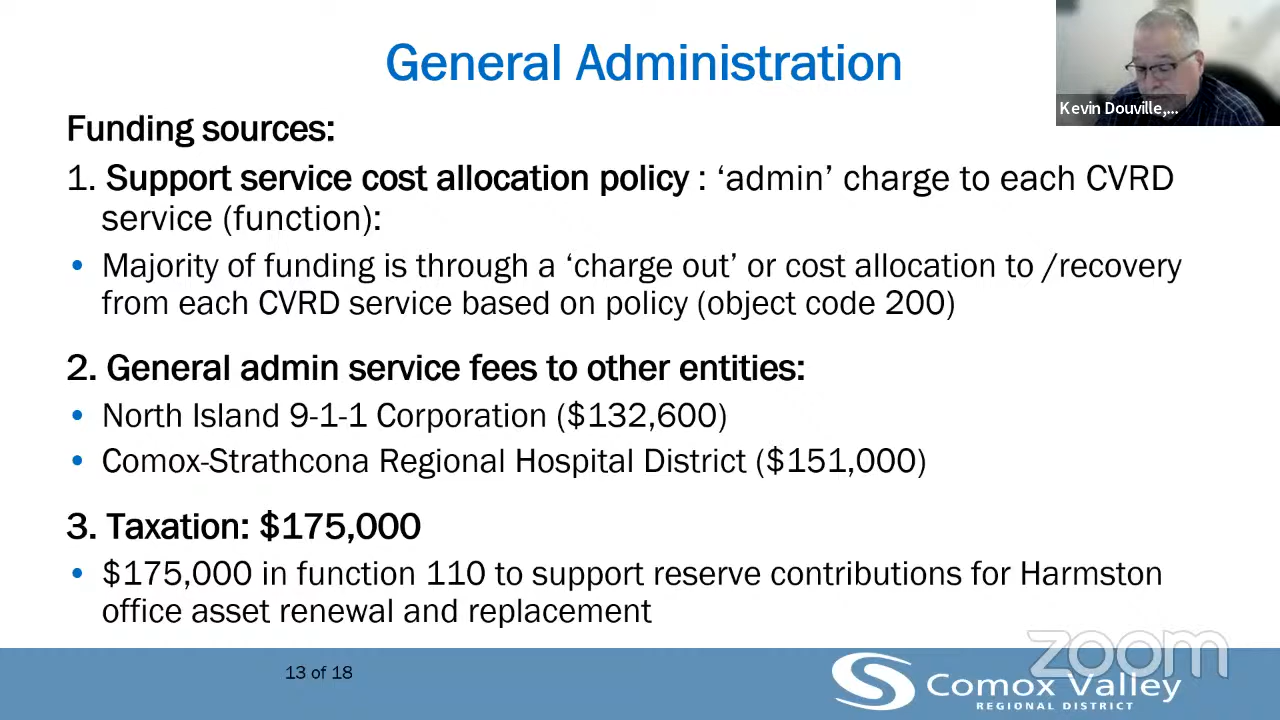 General Administration
Kevin Douville,...
Funding sources:
1. Support service cost allocation policy : ‘admin’ charge to each CVRD
service (function):
• Majority of funding is through a ‘charge out’ or cost allocation to /recovery
from each CVRD service based on policy (object code 200)
2. General admin service fees to other entities:
• North Island 9-1-1 Corporation ($132,600)
• Comox-Strathcona Regional Hospital District ($151,000)
3. Taxation: $175,000
• $175,000 in function 110 to support reserve contributions for Harmston
office asset renewal and replacement
zoom
13 of 18
Comox Valley
REGIONAL DISTRICT